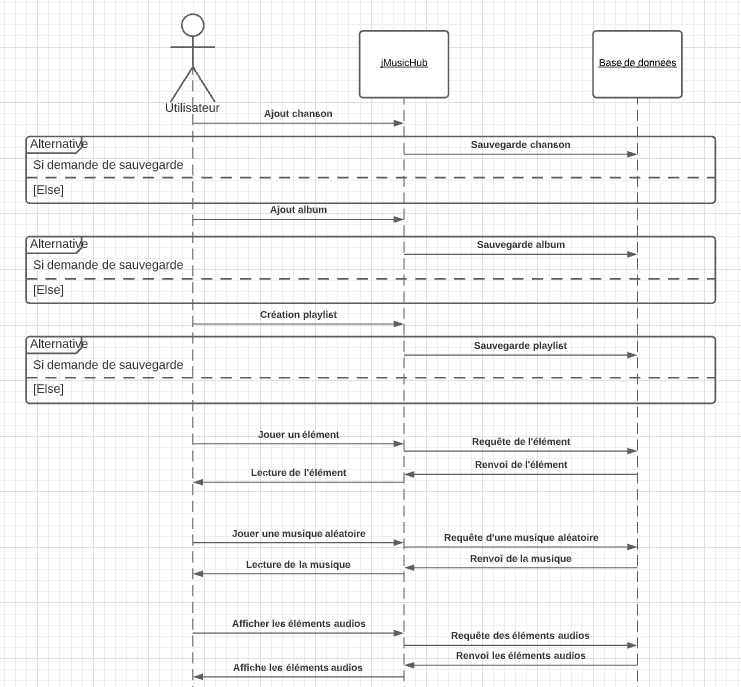 jMusicHub
Base de données
Utilisateur
Ajout chanson
Alternative
Sauvegarde chanson
Si demande de sauvegarde
[Else]
Ajout album
Alternative
Sauvegarde album
Si demande de sauvegarde
[Else]
Création playlist
Alternative
Sauvegarde playlist
Si demande de sauvegarde
[Else]
Jouer un élément
Requête de l'élément
Renvoi de l'élément
Lecture de l'élément
Jouer une musique aléatoire
Requête d'une musique aléatoire
Renvoi de la musique
Lecture de la musique
Afficher les éléments audios
Requête des éléments audios
Renvoi les éléments audios
Affiche les éléments audios